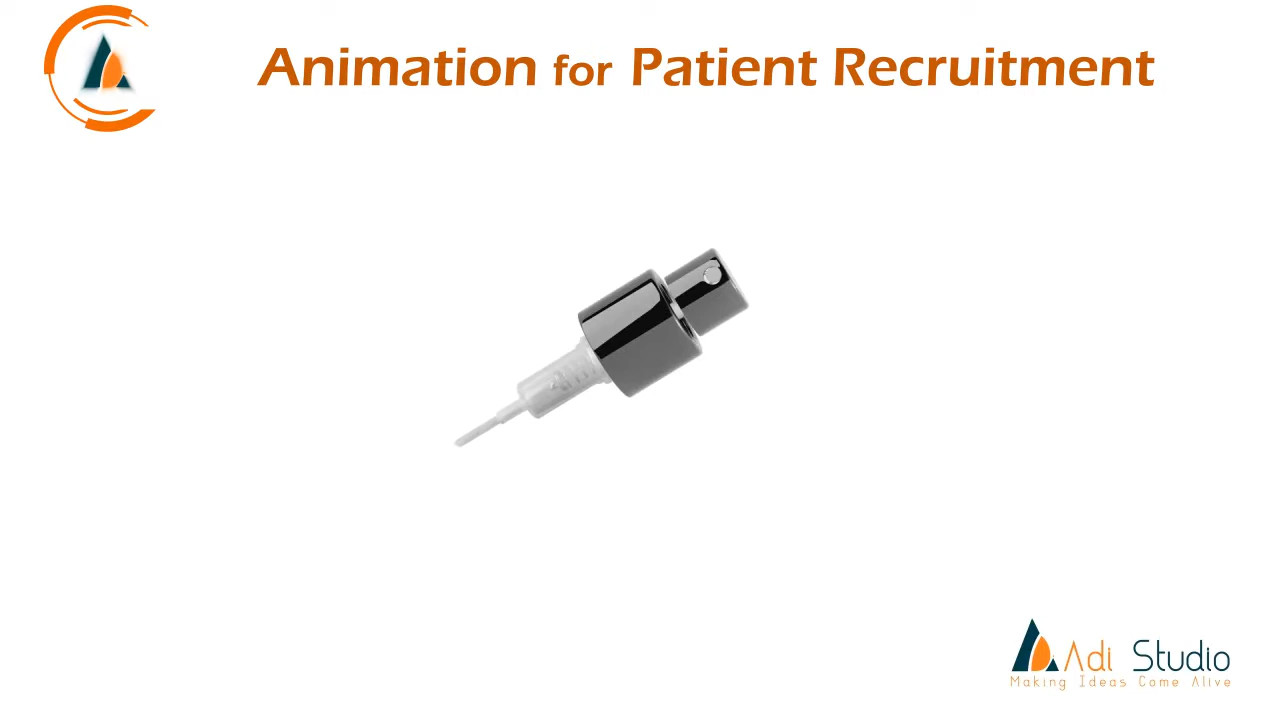 Animation for Patient Recruitment
Adi Studio
Making Ideas Come Alive